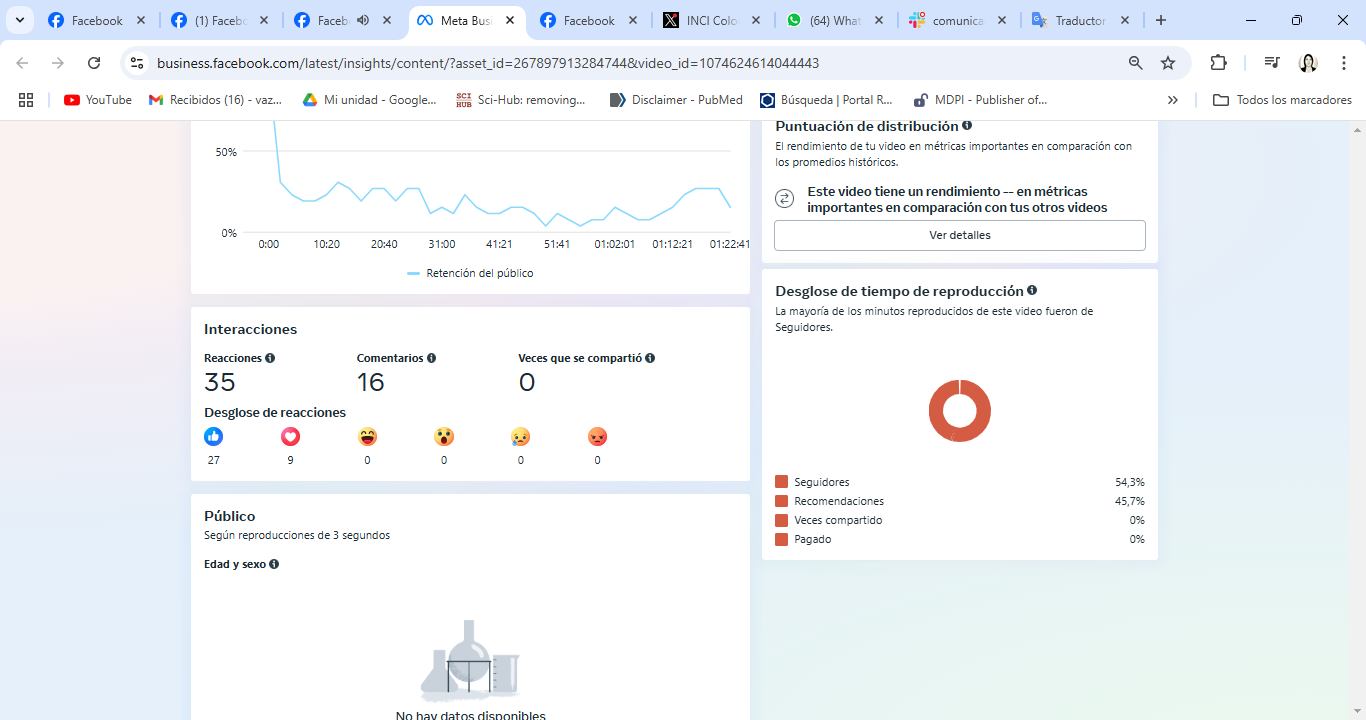 Facebook
(1) Facebo
Faceb
Meta Busi
Facebook
INCI Colo
(64) What
comunica
Traductor
business.facebook.com/latest/insights/content/?asset_id=267897913284744&video_id=1074624614044443
YouTube
Recibidos (16) - vaz...
Mi unidad - Google...
SCI HUB
Sci-Hub: removing...
Disclaimer - PubMed
Búsqueda | Portal R...
MDPI - Publisher of...
Todos los marcadores
50%
0%
0:00 10:20 20:40 31:00 41:21 51:41 01:02:01 01:12:21 01:22:41
Retención del público
Interacciones
Reacciones Comentarios Veces que se compartió
35 16 0
Desglose de reacciones
27 9 0 0 0 0
Público
Según reproducciones de 3 segundos
Edad y sexo
No hay datos disponibles
Puntuación de distribución
El rendimiento de tu video en métricas importantes en comparación con
los promedios históricos.
Este video tiene un rendimiento -- en métricas
importantes en comparación con tus otros videos
Ver detalles
Desglose de tiempo de reproducción
La mayoría de los minutos reproducidos de este video fueron de
Seguidores.
Seguidores 54,3%
Recomendaciones 45,7%
Veces compartido 0%
Pagado 0%